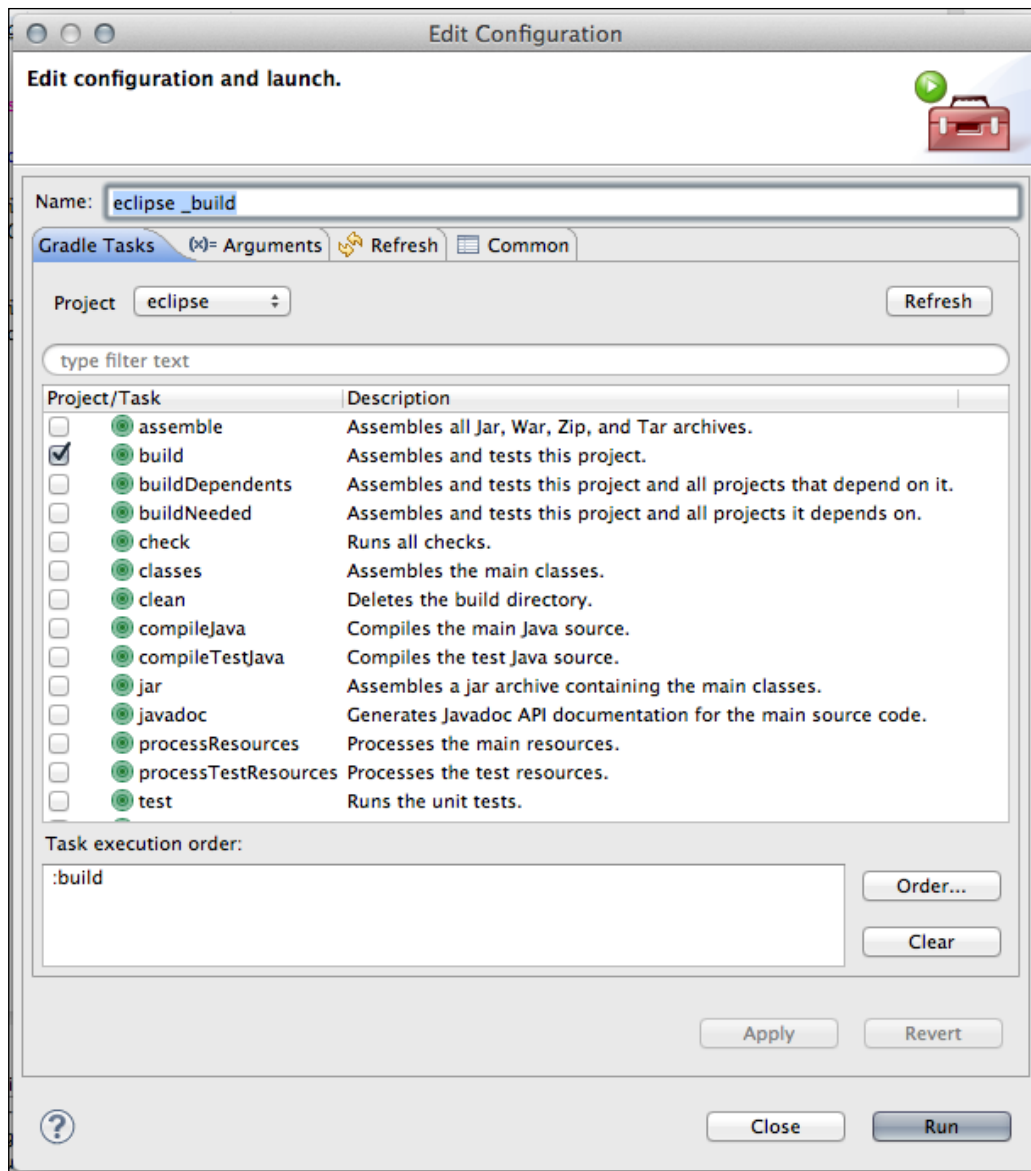 Edit Configuration
Edit configuration and launch.
Name: eclipse _build
Gradle Tasks (x)= Arguments Refresh Common
Project eclipse Refresh
type filter text
Project/Task Description
assemble Assembles all Jar, War, Zip, and Tar archives.
build Assembles and tests this project.
buildDependents Assembles and tests this project and all projects that depend on it.
buildNeeded Assembles and tests this project and all projects it depends on.
check Runs all checks.
classes Assembles the main classes.
clean Deletes the build directory.
compileJava Compiles the main Java source.
compileTestJava Compiles the test Java source.
jar Assembles a jar archive containing the main classes.
javadoc Generates Javadoc API documentation for the main source code.
processResources Processes the main resources.
processTestResources Processes the test resources.
test Runs the unit tests.
Task execution order:
:build
Order...
Clear
Apply Revert
? Close Run